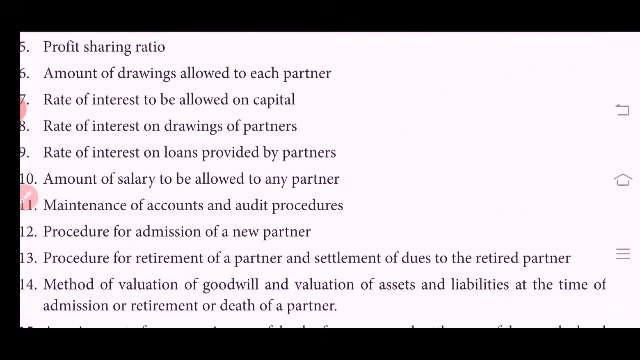 5. Profit sharing ratio
6. Amount of drawings allowed to each partner
7. Rate of interest to be allowed on capital
8. Rate of interest on drawings of partners
9. Rate of interest on loans provided by partners
10. Amount of salary to be allowed to any partner
11. Maintenance of accounts and audit procedures
12. Procedure for admission of a new partner
13. Procedure for retirement of a partner and settlement of dues to the retired partner
14. Method of valuation of goodwill and valuation of assets and liabilities at the time of
admission or retirement or death of a partner.